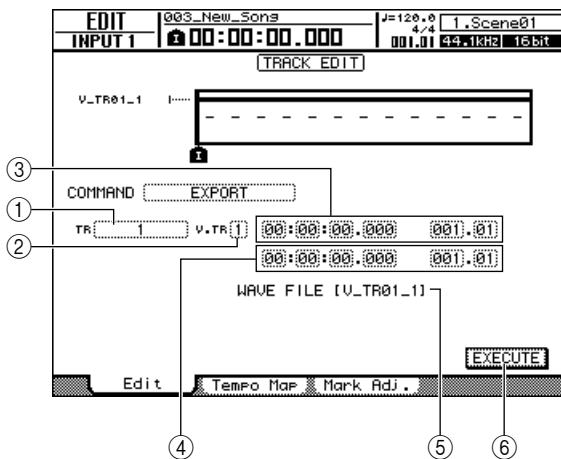 EDIT
INPUT 1
003_New_Song
00:00:00.000
♩=120.0
4/4
001.01
1.Scene01
44.1kHz 16bit
TRACK EDIT
V_TR01_1
I
③
COMMAND EXPORT
①
TR 1 V.TR 1 00:00:00.000 001.01
②
00:00:00.000 001.01
WAVE FILE [V_TR01_1]
EXECUTE
Edit Tempo Map Mark Adj.
④ ⑤ ⑥